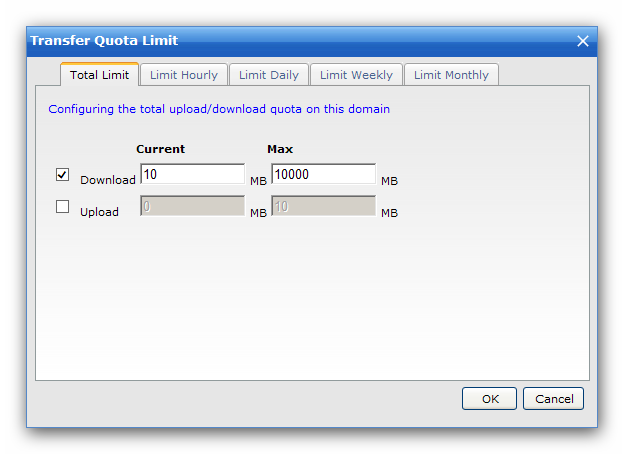 Transfer Quota Limit
Total Limit Limit Hourly Limit Daily Limit Weekly Limit Monthly
Configuring the total upload/download quota on this domain
Current Max
Download 10 MB 10000 MB
Upload 0 MB 10 MB
OK Cancel